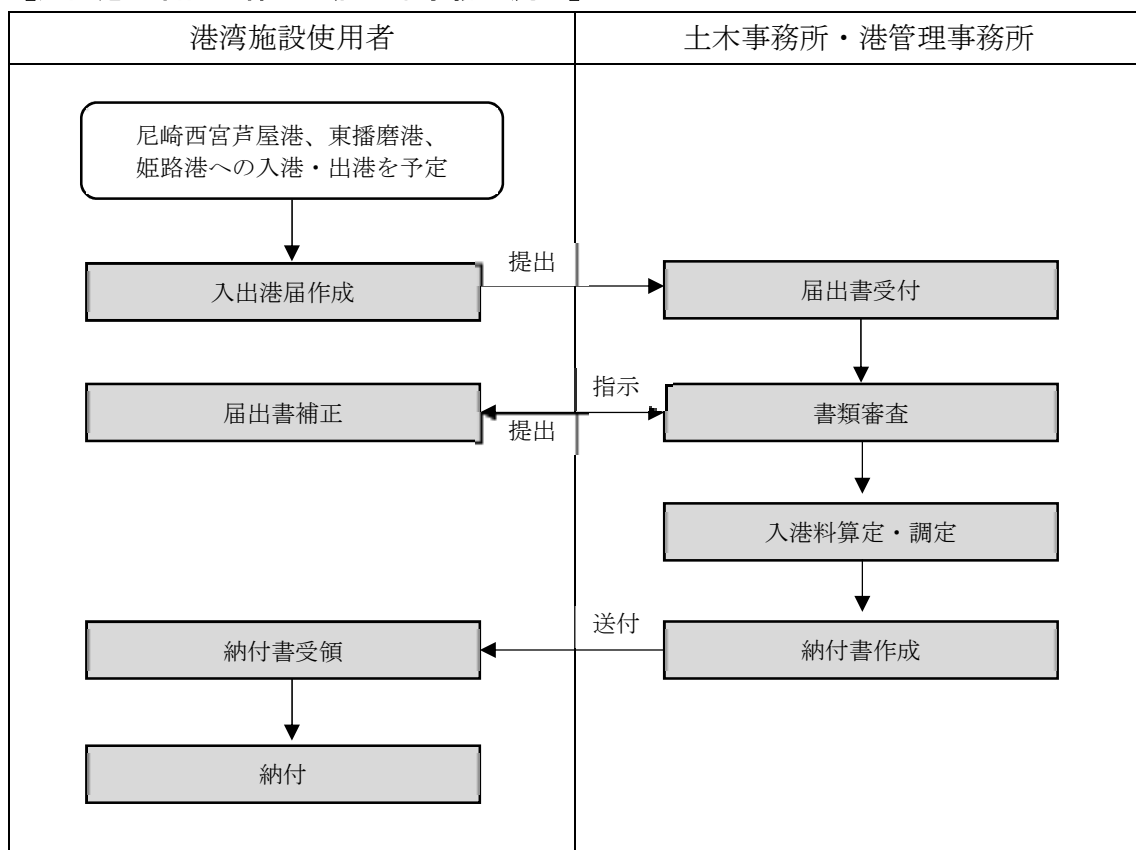 港湾施設使用者
土木事務所・港管理事務所
尼崎西宮芦屋港、東播磨港、
姫路港への入港・出港を予定
提出
入出港届作成
届出書受付
指示
届出書補正
書類審査
提出
入港料算定・調定
送付
納付書受領
納付書作成
納付